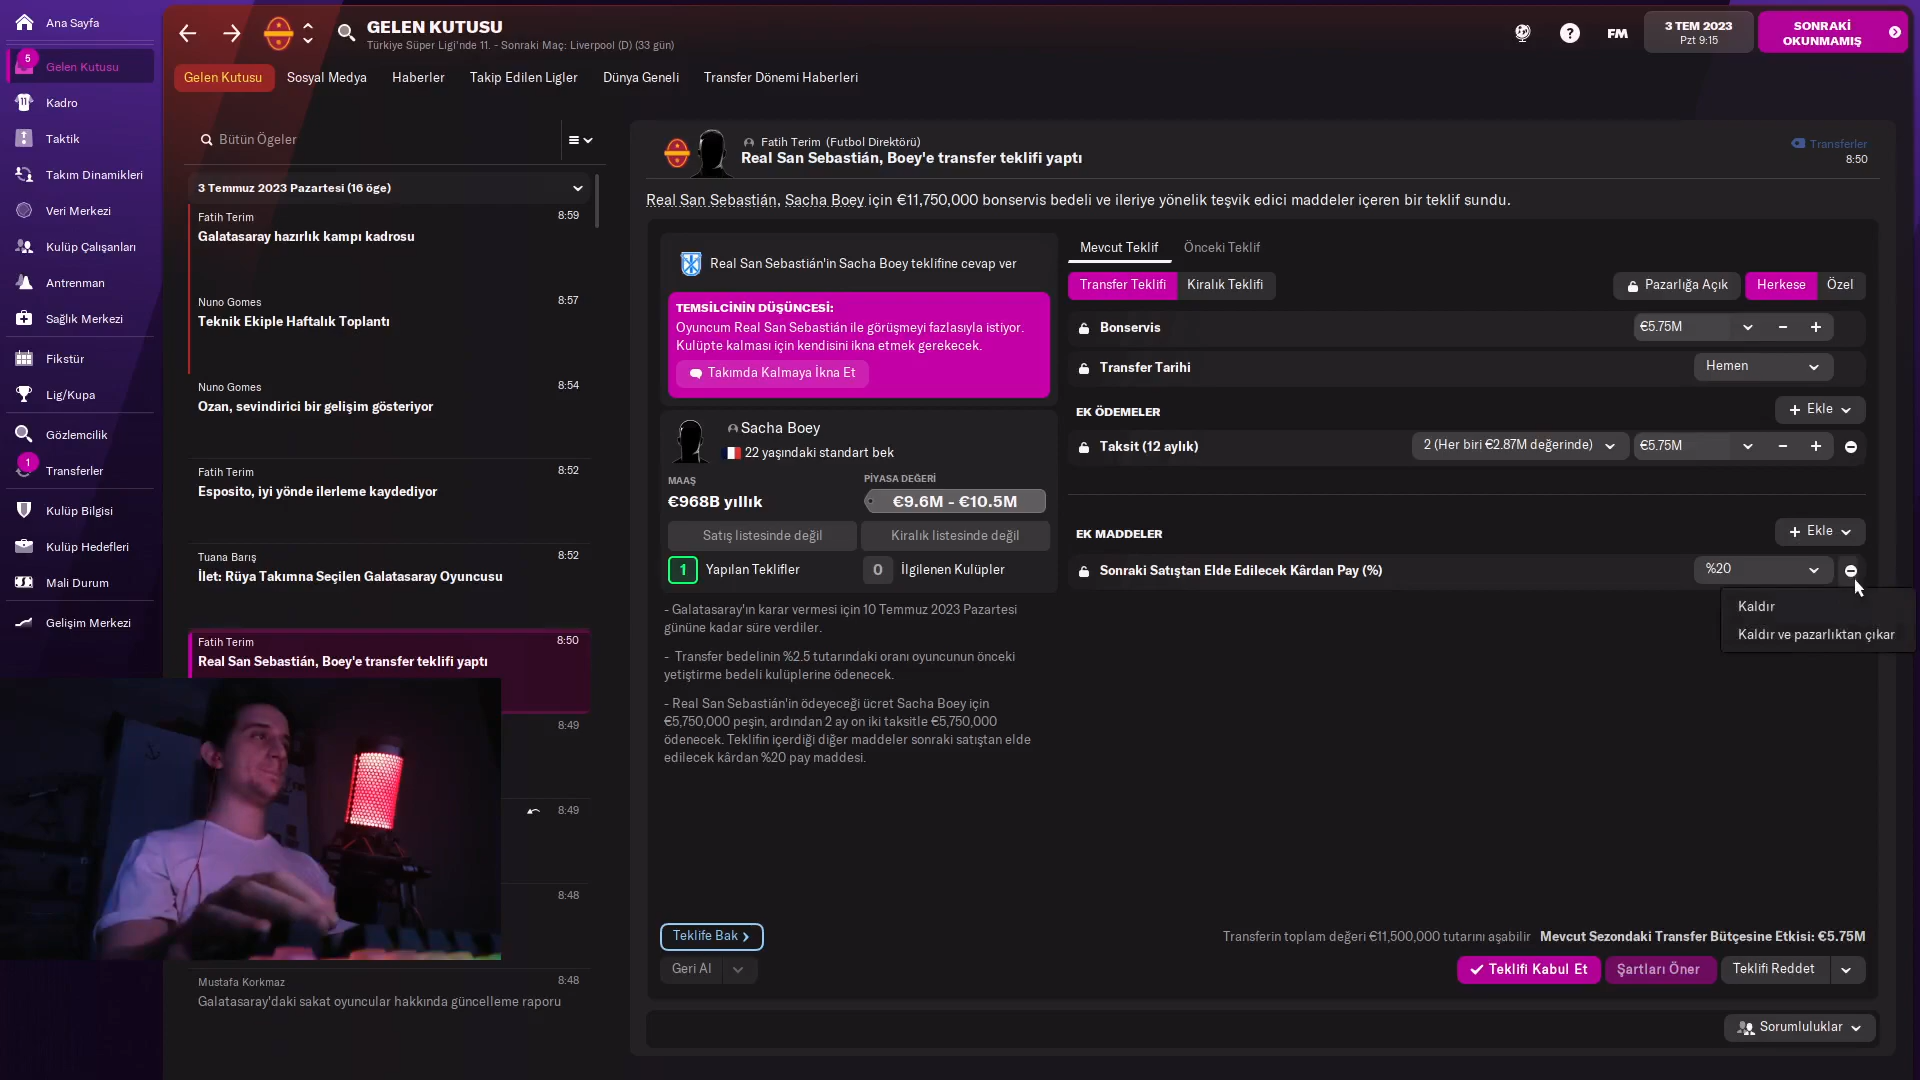 Ana Sayfa
5
Gelen Kutusu
11
Kadro
Taktik
Takım Dinamikleri
Veri Merkezi
Kulüp Çalışanları
Antrenman
Sağlık Merkezi
Fikstür
Lig/Kupa
Gözlemcilik
1
Transferler
Kulüp Bilgisi
Kulüp Hedefleri
Mali Durum
Gelişim Merkezi
GELEN KUTUSU
Türkiye Süper Ligi'nde 11. - Sonraki Maç: Liverpool (D) (33 gün)
?
FM
3 TEM 2023
Pzt 9:15
SONRAKİ
OKUNMAMIŞ
Gelen Kutusu
Sosyal Medya
Haberler
Takip Edilen Ligler
Dünya Geneli
Transfer Dönemi Haberleri
Bütün Ögeler
3 Temmuz 2023 Pazartesi (16 öge)
Fatih Terim
8:59
Galatasaray hazırlık kampı kadrosu
Nuno Gomes
8:57
Teknik Ekiple Haftalık Toplantı
Nuno Gomes
8:54
Ozan, sevindirici bir gelişim gösteriyor
Fatih Terim
8:52
Esposito, iyi yönde ilerleme kaydediyor
Tuana Barış
8:52
İlet: Rüya Takımna Seçilen Galatasaray Oyuncusu
Fatih Terim
8:50
Real San Sebastián, Boey'e transfer teklifi yaptı
8:49
8:49
8:48
Mustafa Korkmaz
8:48
Galatasaray'daki sakat oyuncular hakkında güncelleme raporu
Fatih Terim (Futbol Direktörü)
Real San Sebastián, Boey'e transfer teklifi yaptı
Transferler
8:50
Real San Sebastián, Sacha Boey için €11,750,000 bonservis bedeli ve ileriye yönelik teşvik edici maddeler içeren bir teklif sundu.
Real San Sebastián'in Sacha Boey teklifine cevap ver
TEMSİLCİNİN DÜŞÜNCESİ:
Oyuncum Real San Sebastián ile görüşmeyi fazlasıyla istiyor.
Kulüpte kalması için kendisini ikna etmek gerekecek.
Takımda Kalmaya İkna Et
Sacha Boey
22 yaşındaki standart bek
MAAŞ
PİYASA DEĞERİ
€968B yıllık
€9.6M - €10.5M
Satış listesinde değil
Kiralık listesinde değil
1
Yapılan Teklifler
0
İlgilenen Kulüpler
- Galatasaray'ın karar vermesi için 10 Temmuz 2023 Pazartesi
gününe kadar süre verdiler.
- Transfer bedelinin %2.5 tutarındaki oranı oyuncunun önceki
yetiştirme bedeli kulüplerine ödenecek.
- Real San Sebastián'in ödeyeceği ücret Sacha Boey için
€5,750,000 peşin, ardından 2 ay on iki taksitle €5,750,000
ödenecek. Teklifin içerdiği diğer maddeler sonraki satıştan elde
edilecek kârdan %20 pay maddesi.
Mevcut Teklif
Önceki Teklif
Transfer Teklifi
Kiralık Teklifi
Pazarlığa Açık
Herkese
Özel
Bonservis
€5.75M
Transfer Tarihi
Hemen
EK ÖDEMELER
Ekle
Taksit (12 aylık)
2 (Her biri €2.87M değerinde)
€5.75M
EK MADDELER
Ekle
Sonraki Satıştan Elde Edilecek Kârdan Pay (%)
%20
Kaldır
Kaldır ve pazarlıktan çıkar
Teklife Bak
Geri Al
Transferin toplam değeri €11,500,000 tutarını aşabilir
Mevcut Sezondaki Transfer Bütçesine Etkisi: €5.75M
Teklifi Kabul Et
Şartları Öner
Teklifi Reddet
Sorumluluklar